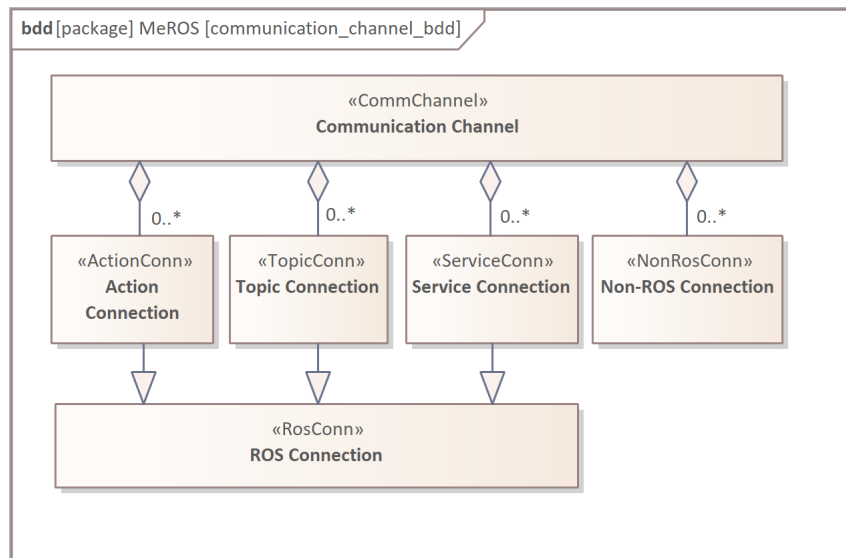 bdd [package] MeROS [communication_channel_bdd]
«CommChannel»
Communication Channel
0..*
0..*
0..*
0..*
«ActionConn»
Action
Connection
«TopicConn»
Topic Connection
«ServiceConn»
Service Connection
«NonRosConn»
Non-ROS Connection
«RosConn»
ROS Connection